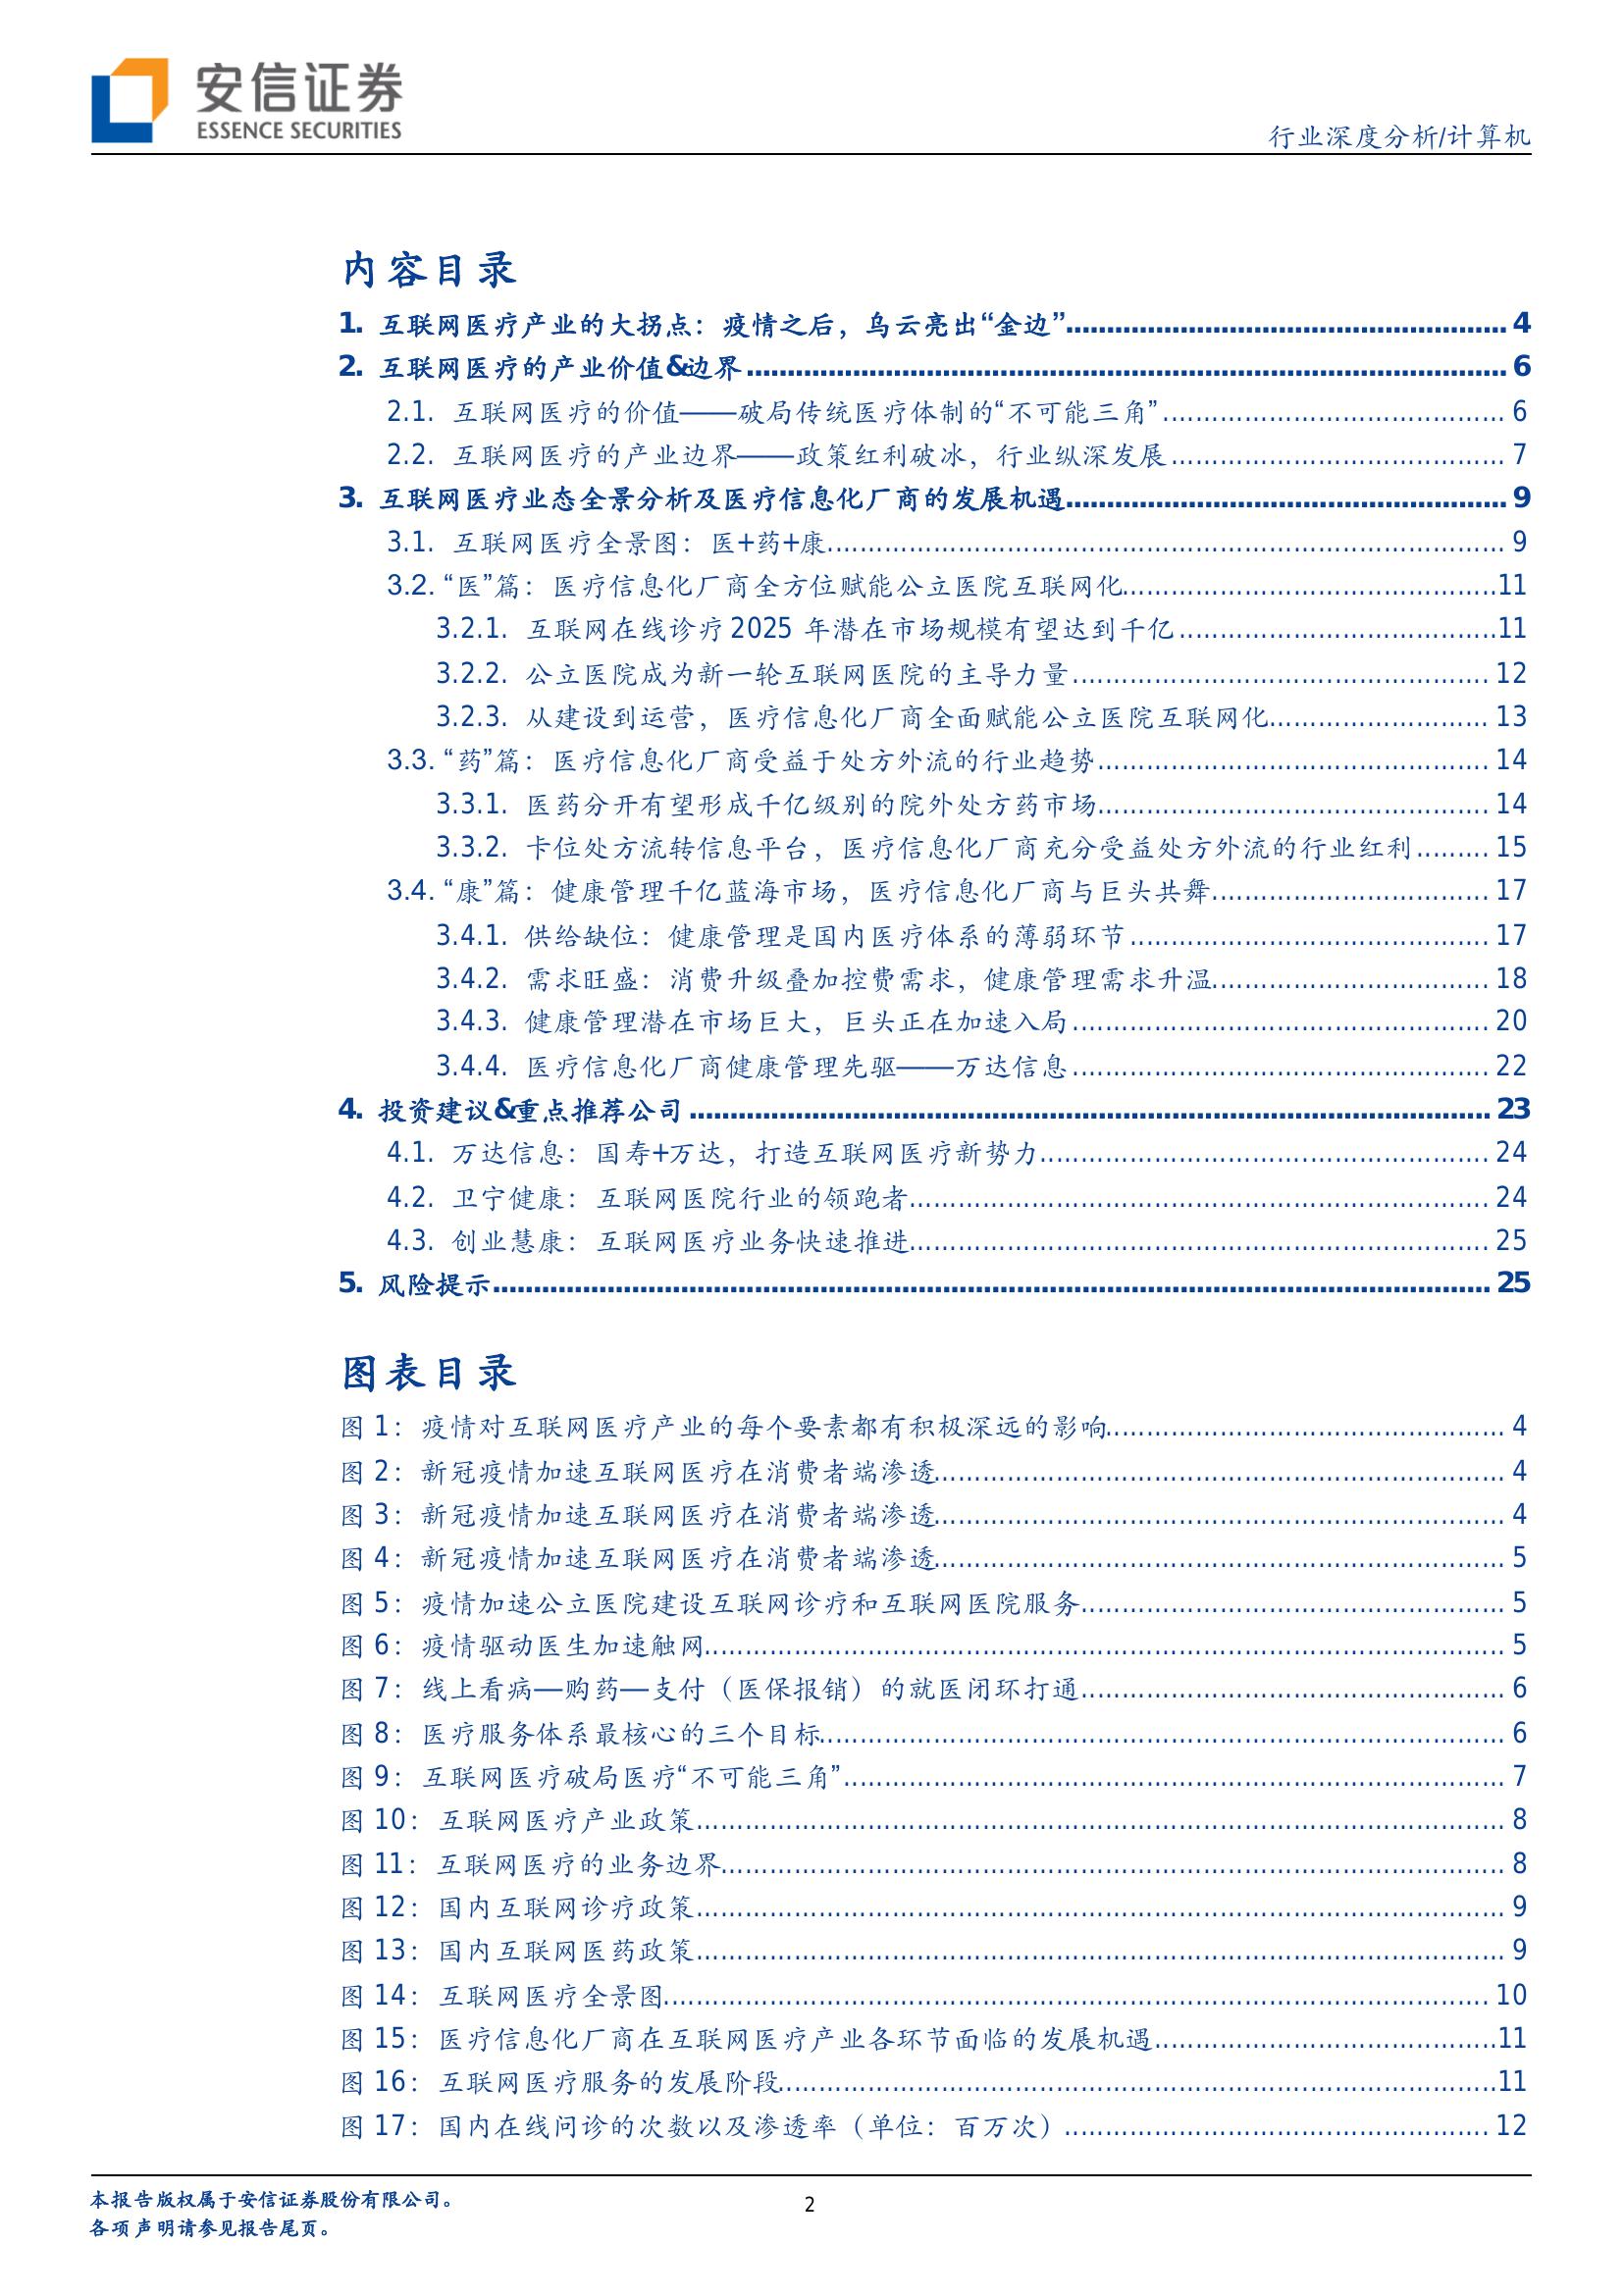 安信证券
ESSENCE SECURITIES
行业深度分析/计算机
内容目录
1. 互联网医疗产业的大拐点：疫情之后，乌云亮出“金边”........ 4
2. 互联网医疗的产业价值&边界........ 6
2.1. 互联网医疗的价值——破局传统医疗体制的“不可能三角”........ 6
2.2. 互联网医疗的产业边界——政策红利破冰，行业纵深发展........ 7
3. 互联网医疗业态全景分析及医疗信息化厂商的发展机遇........ 9
3.1. 互联网医疗全景图：医+药+康........ 9
3.2. “医”篇：医疗信息化厂商全方位赋能公立医院互联网化........ 11
3.2.1. 互联网在线诊疗 2025 年潜在市场规模有望达到千亿........ 11
3.2.2. 公立医院成为新一轮互联网医院的主导力量........ 12
3.2.3. 从建设到运营，医疗信息化厂商全面赋能公立医院互联网化........ 13
3.3. “药”篇：医疗信息化厂商受益于处方外流的行业趋势........ 14
3.3.1. 医药分开有望形成千亿级别的院外处方药市场........ 14
3.3.2. 卡位处方流转信息平台，医疗信息化厂商充分受益处方外流的行业红利........ 15
3.4. “康”篇：健康管理千亿蓝海市场，医疗信息化厂商与巨头共舞........ 17
3.4.1. 供给缺位：健康管理是国内医疗体系的薄弱环节........ 17
3.4.2. 需求旺盛：消费升级叠加控费需求，健康管理需求升温........ 18
3.4.3. 健康管理潜在市场巨大，巨头正在加速入局........ 20
3.4.4. 医疗信息化厂商健康管理先驱——万达信息........ 22
4. 投资建议&重点推荐公司........ 23
4.1. 万达信息：国寿+万达，打造互联网医疗新势力........ 24
4.2. 卫宁健康：互联网医院行业的领跑者........ 24
4.3. 创业慧康：互联网医疗业务快速推进........ 25
5. 风险提示........ 25
图表目录
图 1：疫情对互联网医疗产业的每个要素都有积极深远的影响........ 4
图 2：新冠疫情加速互联网医疗在消费者端渗透........ 4
图 3：新冠疫情加速互联网医疗在消费者端渗透........ 4
图 4：新冠疫情加速互联网医疗在消费者端渗透........ 5
图 5：疫情加速公立医院建设互联网诊疗和互联网医院服务........ 5
图 6：疫情驱动医生加速触网........ 5
图 7：线上看病—购药—支付（医保报销）的就医闭环打通........ 6
图 8：医疗服务体系最核心的三个目标........ 6
图 9：互联网医疗破局医疗“不可能三角”........ 7
图 10：互联网医疗产业政策........ 8
图 11：互联网医疗的业务边界........ 8
图 12：国内互联网诊疗政策........ 9
图 13：国内互联网医药政策........ 9
图 14：互联网医疗全景图........ 10
图 15：医疗信息化厂商在互联网医疗产业各环节面临的发展机遇........ 11
图 16：互联网医疗服务的发展阶段........ 11
图 17：国内在线问诊的次数以及渗透率（单位：百万次）........ 12
本报告版权属于安信证券股份有限公司。
2
各项声明请参见报告尾页。